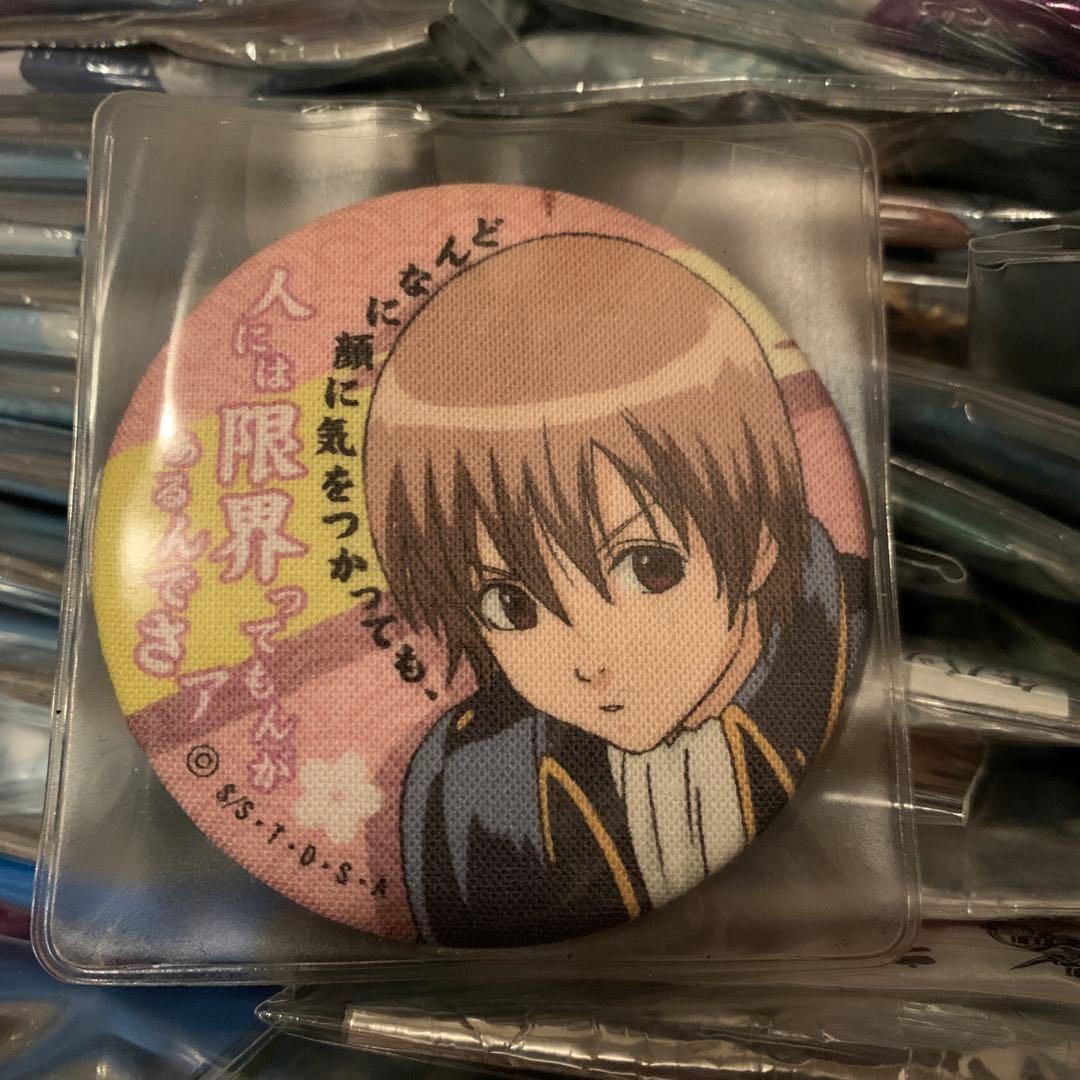 どんなに
顔に気をつかっても、
人には
限界ってもんが
あるんでさァ
© S/S・T・D・S・A